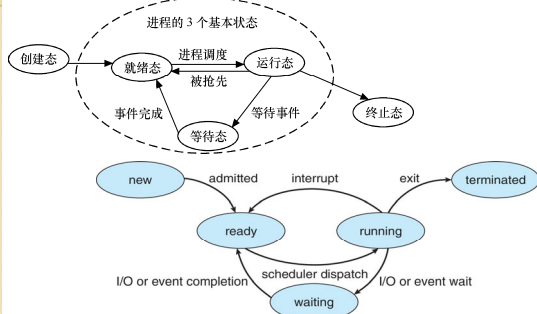 进程的3个基本状态
创建态
就绪态
进程调度
被抢先
运行态
事件完成
等待事件
等待态
终止态
new
admitted
interrupt
exit
terminated
ready
running
I/O or event completion
scheduler dispatch
I/O or event wait
waiting